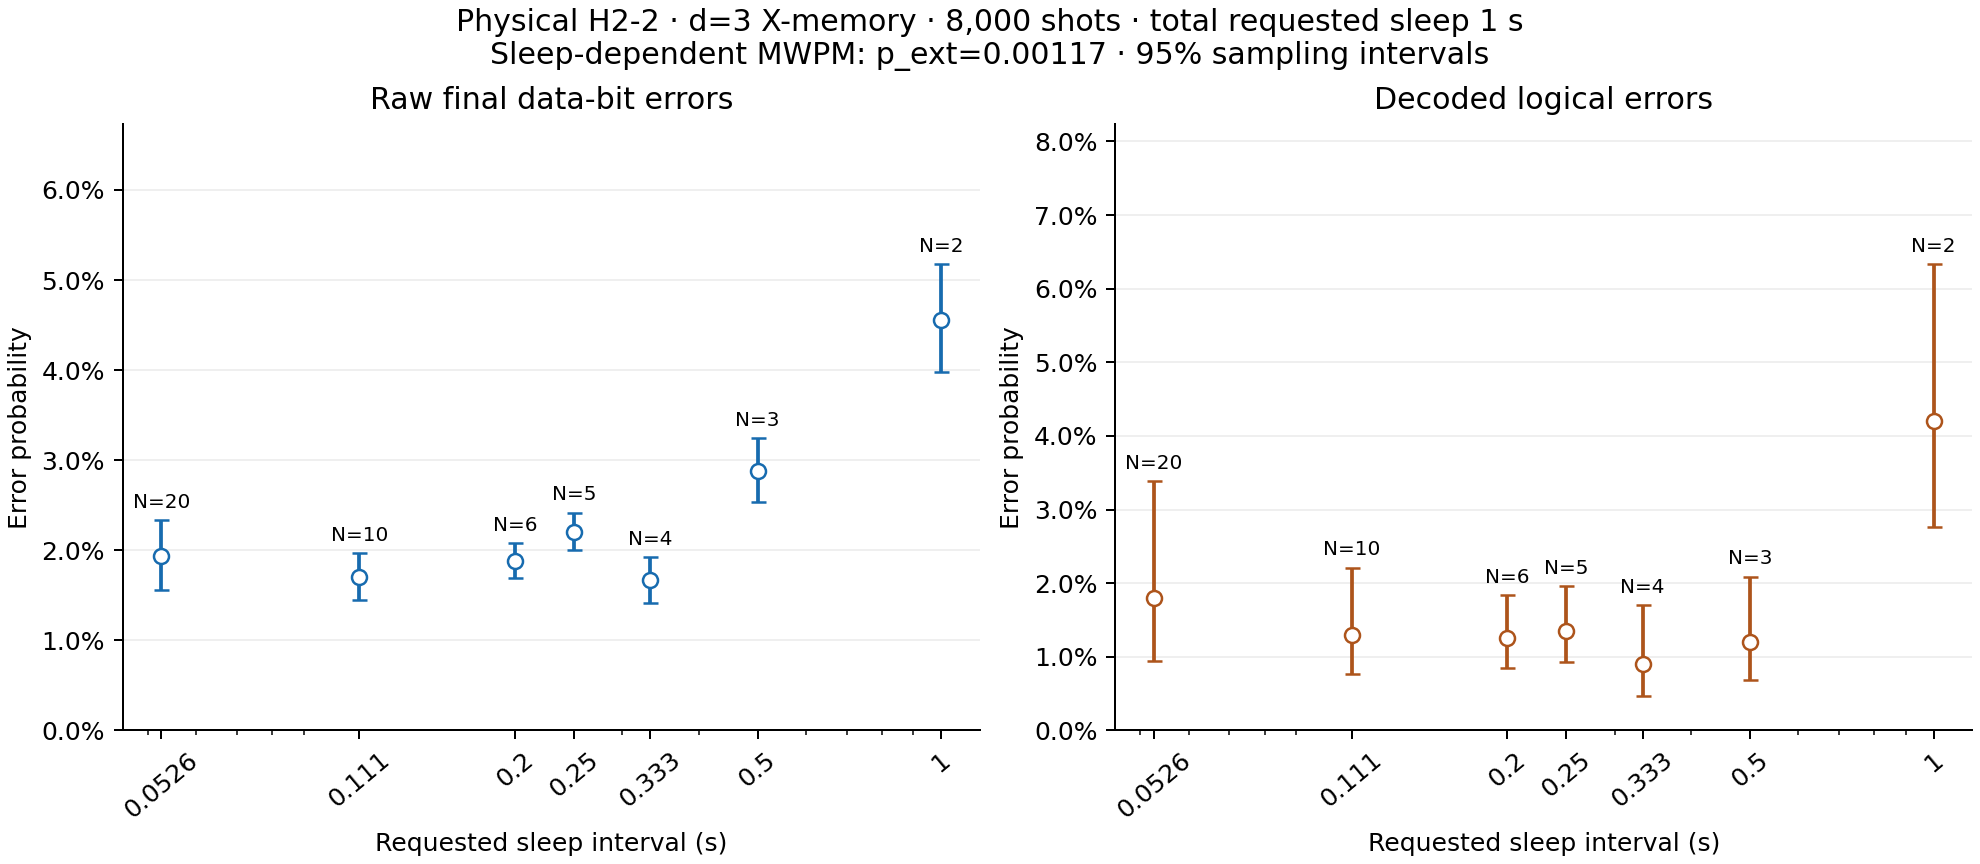 Physical H2-2 · d=3 X-memory · 8,000 shots · total requested sleep 1 s
Sleep-dependent MWPM: p_ext=0.00117 · 95% sampling intervals
Raw final data-bit errors
Error probability
6.0%
5.0%
4.0%
3.0%
2.0%
1.0%
0.0%
N=20
N=10
N=6
N=5
N=4
N=3
N=2
0.0526
0.111
0.2
0.25
0.333
0.5
1
Requested sleep interval (s)
Decoded logical errors
Error probability
8.0%
7.0%
6.0%
5.0%
4.0%
3.0%
2.0%
1.0%
0.0%
N=20
N=10
N=6
N=5
N=4
N=3
N=2
0.0526
0.111
0.2
0.25
0.333
0.5
1
Requested sleep interval (s)